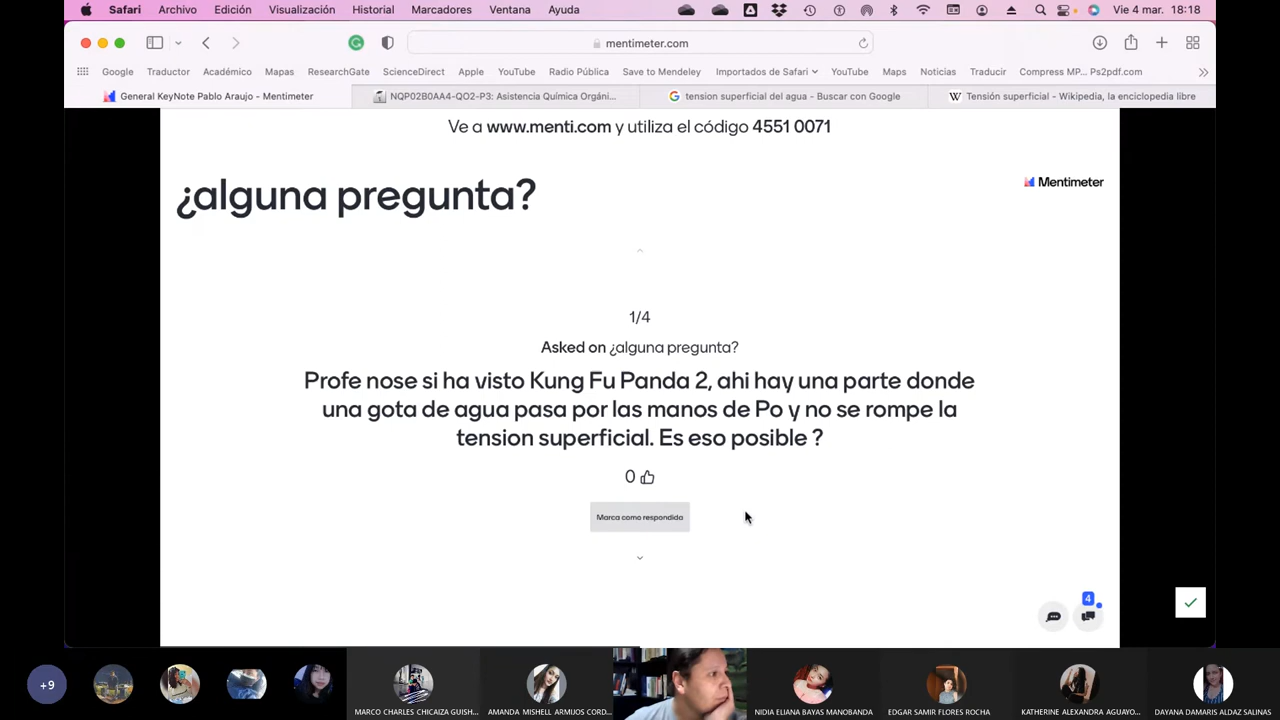 Safari Archivo Edición Visualización Historial Marcadores Ventana Ayuda Vie 4 mar. 18:18
mentimeter.com
Google Traductor Académico Mapas ResearchGate ScienceDirect Apple YouTube Radio Pública Save to Mendeley Importados de Safari YouTube Maps Noticias Traducir Compress MP... Ps2pdf.com
General KeyNote Pablo Araujo - Mentimeter NQP02B0AA4-QO2-P3: Asistencia Química Orgáni... tension superficial del agua - Buscar con Google Tensión superficial - Wikipedia, la enciclopedia libre
Ve a www.menti.com y utiliza el código 4551 0071
¿alguna pregunta?
Mentimeter
1/4
Asked on ¿alguna pregunta?
Profe nose si ha visto Kung Fu Panda 2, ahi hay una parte donde
una gota de agua pasa por las manos de Po y no se rompe la
tension superficial. Es eso posible ?
0
Marca como respondida
4
+9
MARCO CHARLES CHICAIZA GUISH... AMANDA MISHELL ARMIJOS CORD... NIDIA ELIANA BAYAS MANOBANDA EDGAR SAMIR FLORES ROCHA KATHERINE ALEXANDRA AGUAYO... DAYANA DAMARIS ALDAZ SALINAS